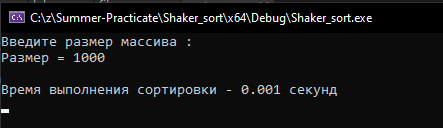 C:\z\Summer-Practicate\Shaker_sort\x64\Debug\Shaker_sort.exe
Введите размер массива :
Размер = 1000
Время выполнения сортировки - 0.001 секунд